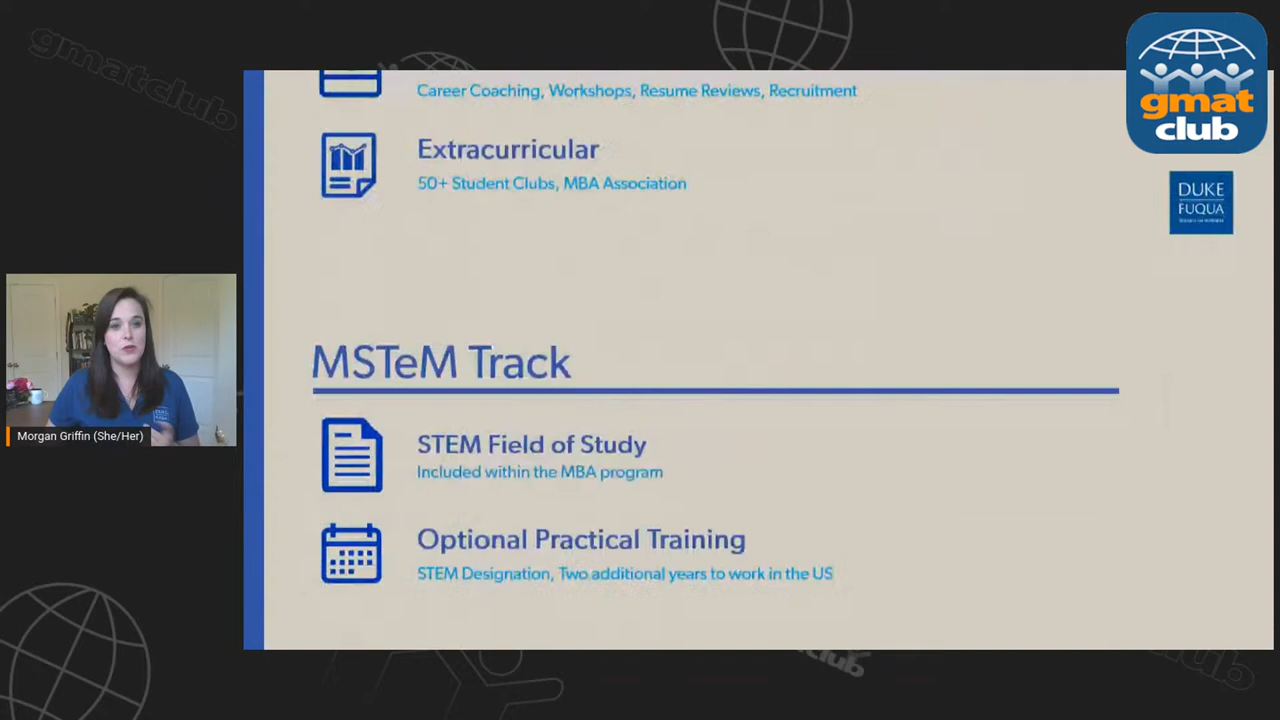 gmatclub
gmat
club
Career Coaching, Workshops, Resume Reviews, Recruitment
Extracurricular
50+ Student Clubs, MBA Association
DUKE
FUQUA
MSTeM Track
STEM Field of Study
Included within the MBA program
Optional Practical Training
STEM Designation, Two additional years to work in the US
Morgan Griffin (She/Her)
club